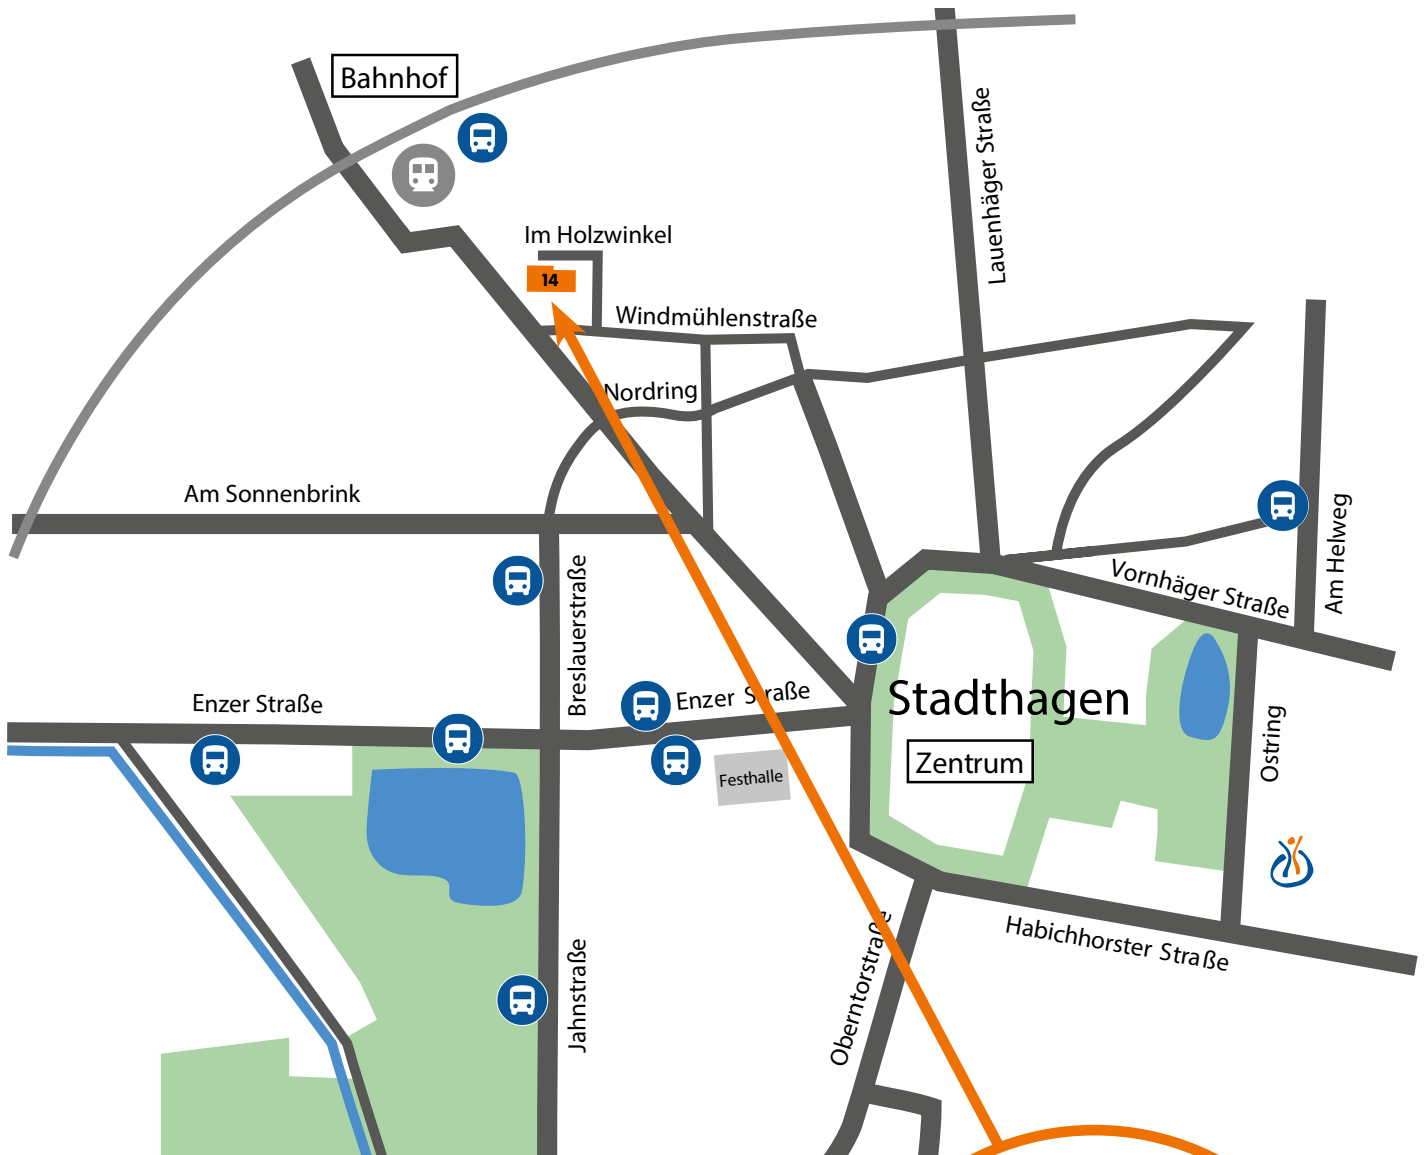 Bahnhof
Lauenhäger Straße
Im Holzwinkel
14
Windmühlenstraße
Nordring
Am Sonnenbrink
Am Helweg
Breslauerstraße
Vornhäger Straße
Enzer Straße
Enzer Straße
Stadthagen
Zentrum
Festhalle
Ostring
Jahnstraße
Oberntorstraße
Habichhorster Straße